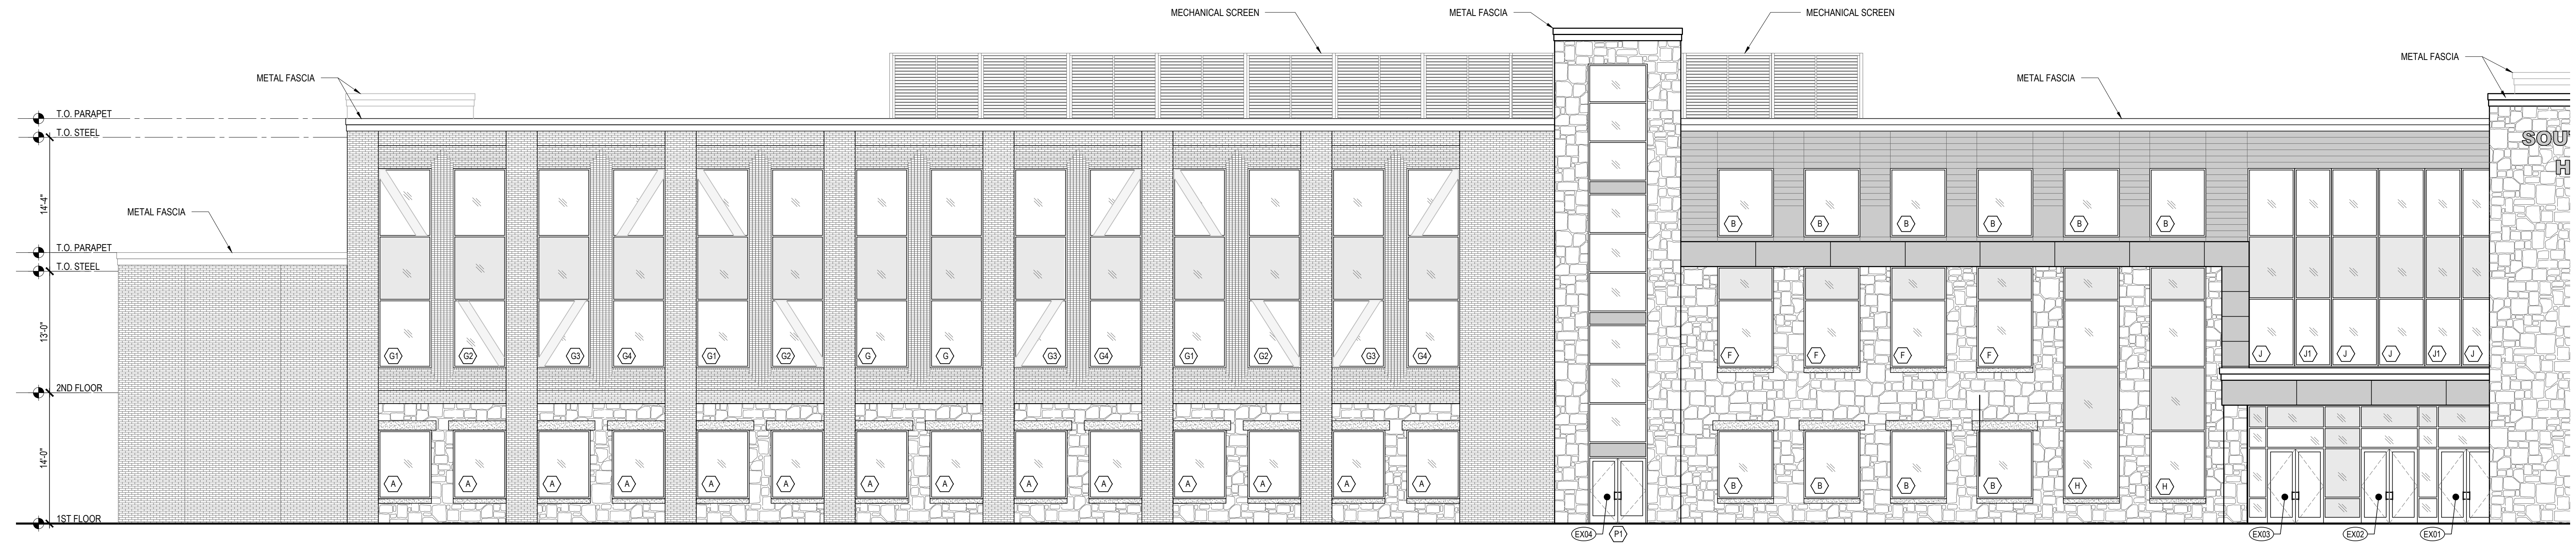 MECHANICAL SCREEN
METAL FASCIA
MECHANICAL SCREEN
METAL FASCIA
METAL FASCIA
METAL FASCIA
T.O. PARAPET
T.O. STEEL
SOU
H
14'-4"
METAL FASCIA
B B B B B B
T.O. PARAPET
T.O. STEEL
13'-0"
G1 G2 G3 G4 G1 G2 G G G3 G4 G1 G2 G3 G4
F F F F
J J1 J J J1 J
2ND FLOOR
14'-0"
A A A A A A A A A A A A A A
B B B B H H
1ST FLOOR
EX04 P1 EX03 EX02 EX01